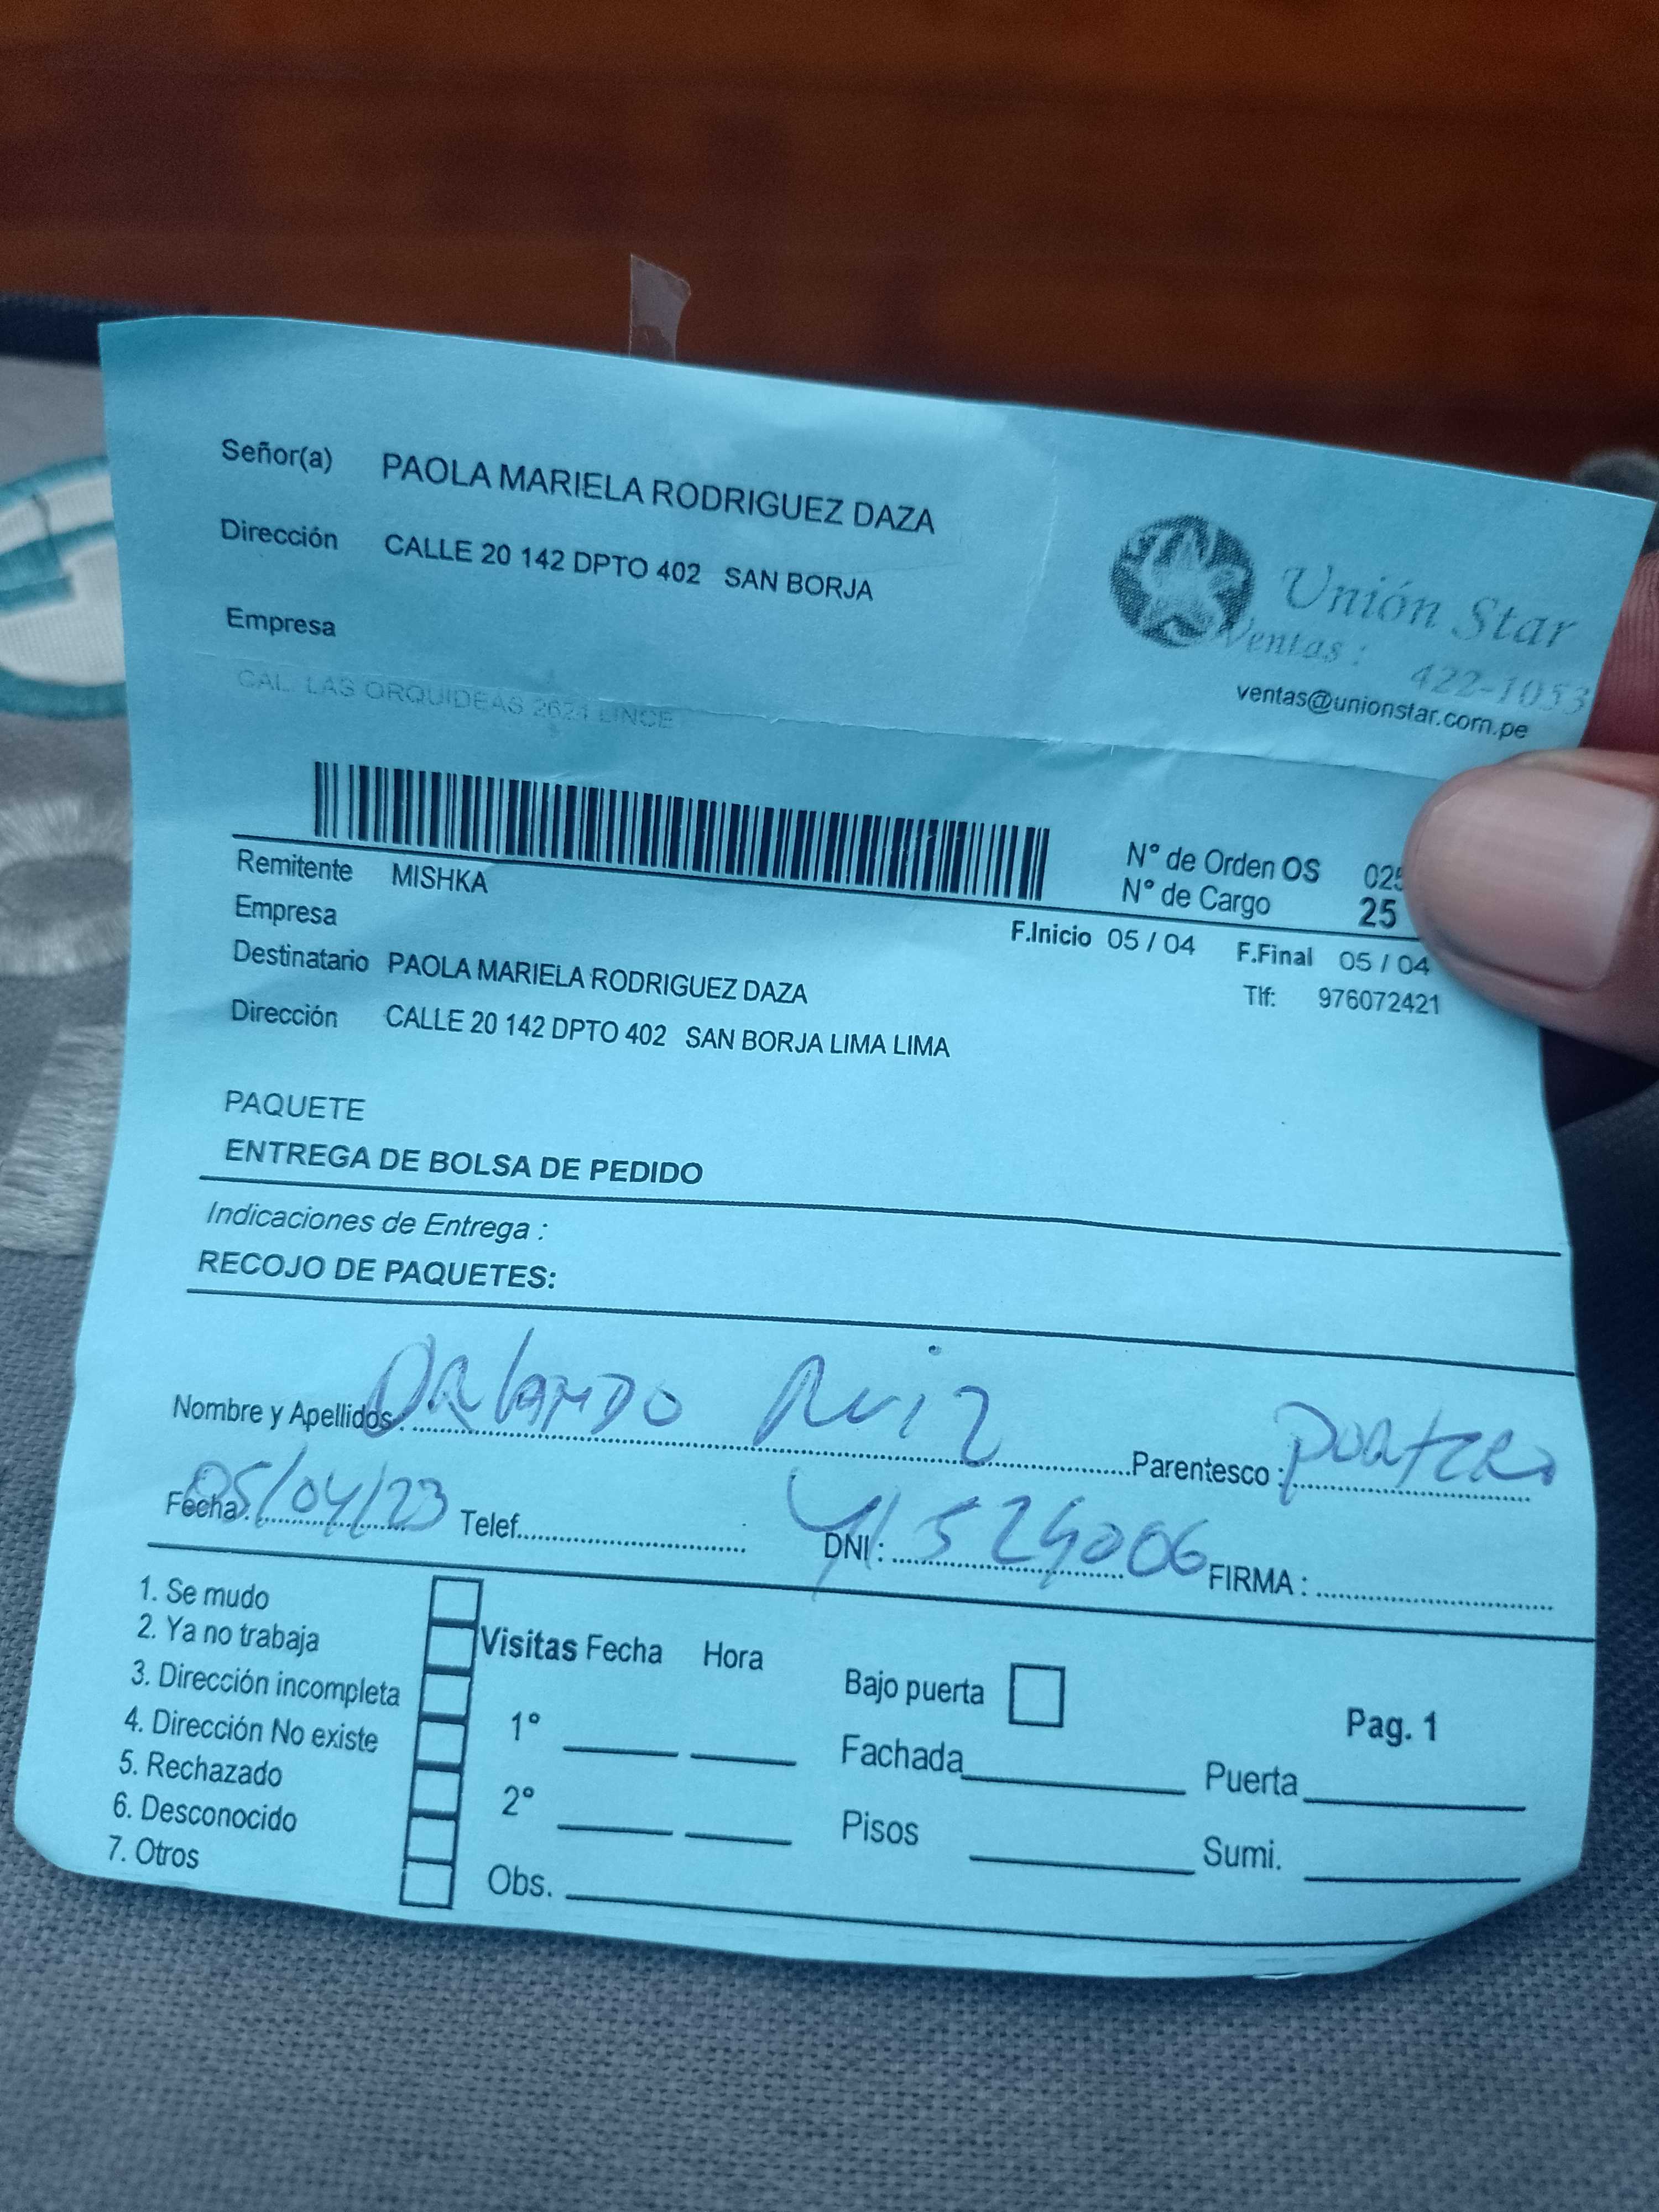 Señor(a) PAOLA MARIELA RODRIGUEZ DAZA
Dirección CALLE 20 142 DPTO 402 SAN BORJA
Empresa
CAL. LAS ORQUIDEAS 2621 LINCE
Unión Star
Ventas: 422-1053
ventas@unionstar.com.pe
N° de Orden OS 025
N° de Cargo 25
Remitente MISHKA
Empresa
F.Inicio 05 / 04 F.Final 05 / 04
Destinatario PAOLA MARIELA RODRIGUEZ DAZA
Tlf: 976072421
Dirección CALLE 20 142 DPTO 402 SAN BORJA LIMA LIMA
PAQUETE
ENTREGA DE BOLSA DE PEDIDO
Indicaciones de Entrega :
RECOJO DE PAQUETES:
Nombre y Apellidos: ORlANDO Ruiz Parentesco : PORtERO
Fecha: 05/04/23 Telef. DNI : FIRMA :
1. Se mudo
2. Ya no trabaja
3. Dirección incompleta
4. Dirección No existe
5. Rechazado
6. Desconocido
7. Otros
Visitas Fecha Hora
1°
2°
Obs.
Bajo puerta
Fachada Puerta
Pisos Sumi.
Pag. 1